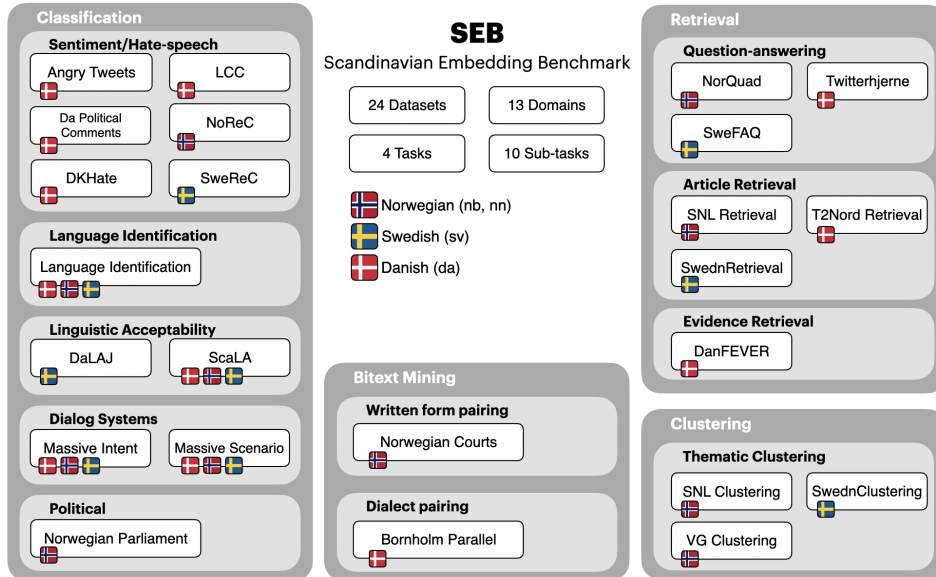 Classification
Sentiment/Hate-speech
Angry Tweets
LCC
Da Political
Comments
NoReC
DKHate
SweReC
Language Identification
Language Identification
Linguistic Acceptability
DaLAJ
ScaLA
Dialog Systems
Massive Intent
Massive Scenario
Political
Norwegian Parliament
SEB
Scandinavian Embedding Benchmark
24 Datasets
13 Domains
4 Tasks
10 Sub-tasks
Norwegian (nb, nn)
Swedish (sv)
Danish (da)
Bitext Mining
Written form pairing
Norwegian Courts
Dialect pairing
Bornholm Parallel
Retrieval
Question-answering
NorQuad
Twitterhjerne
SweFAQ
Article Retrieval
SNL Retrieval
T2Nord Retrieval
SwednRetrieval
Evidence Retrieval
DanFEVER
Clustering
Thematic Clustering
SNL Clustering
SwednClustering
VG Clustering